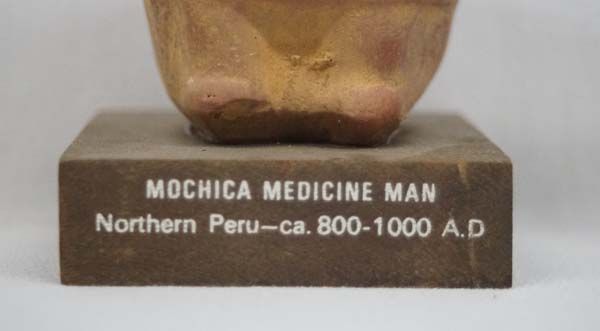 MOCHICA MEDICINE MAN
Northern Peru—ca. 800-1000 A.D